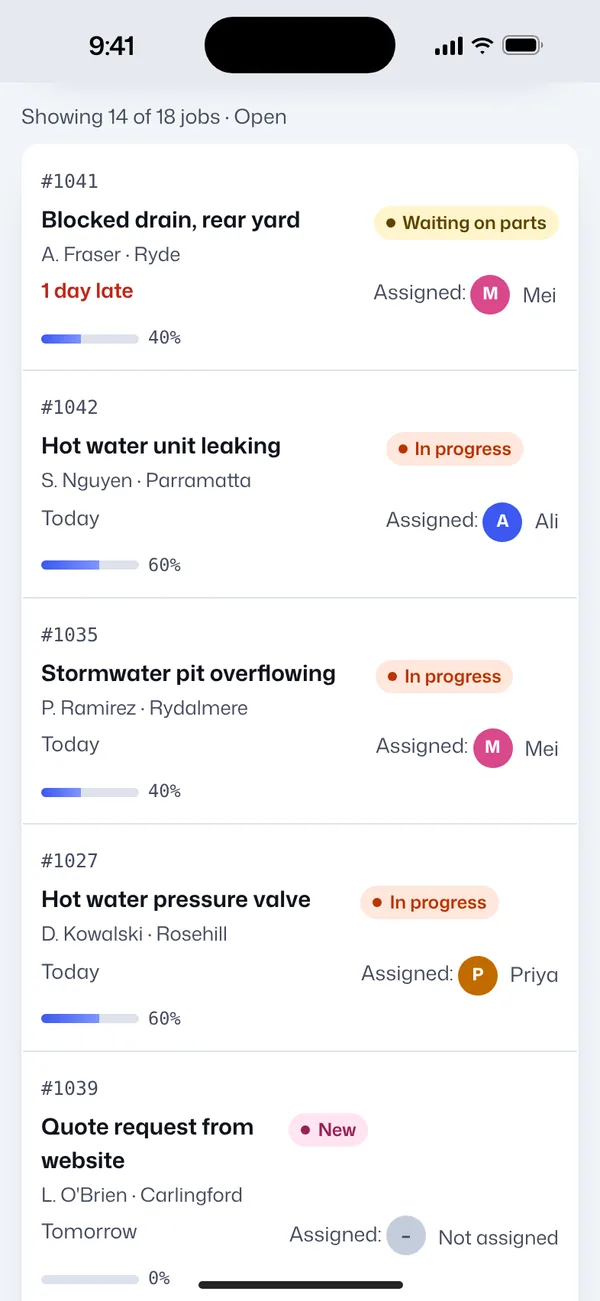 9:41
Showing 14 of 18 jobs · Open
#1041
Blocked drain, rear yard
Waiting on parts
A. Fraser · Ryde
1 day late
Assigned: M Mei
40%
#1042
Hot water unit leaking
In progress
S. Nguyen · Parramatta
Today
Assigned: A Ali
60%
#1035
Stormwater pit overflowing
In progress
P. Ramirez · Rydalmere
Today
Assigned: M Mei
40%
#1027
Hot water pressure valve
In progress
D. Kowalski · Rosehill
Today
Assigned: P Priya
60%
#1039
Quote request from
website
New
L. O'Brien · Carlingford
Tomorrow
Assigned: – Not assigned
0%